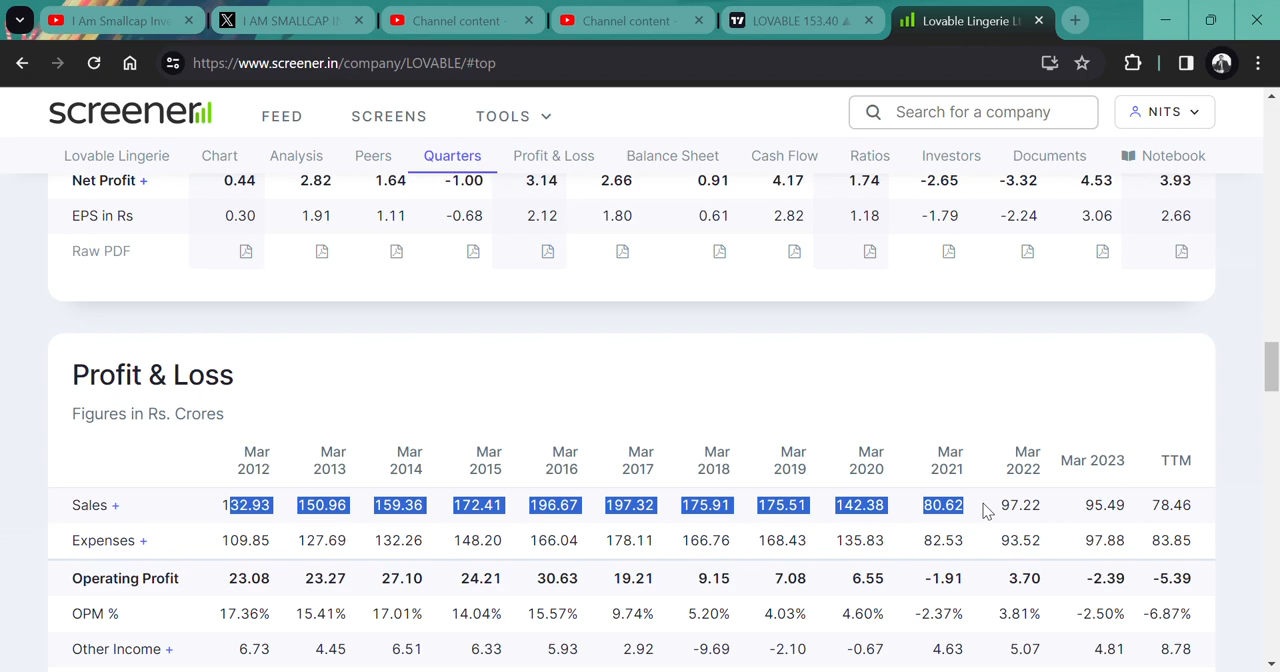 I Am Smallcap Inve
I AM SMALLCAP IN
Channel content -
Channel content -
LOVABLE 153.40 ▲
Lovable Lingerie L
https://www.screener.in/company/LOVABLE/#top
screener
FEED SCREENS TOOLS
Search for a company
NITS
Lovable Lingerie Chart Analysis Peers Quarters Profit & Loss Balance Sheet Cash Flow Ratios Investors Documents Notebook
Net Profit + 0.44 2.82 1.64 -1.00 3.14 2.66 0.91 4.17 1.74 -2.65 -3.32 4.53 3.93
EPS in Rs 0.30 1.91 1.11 -0.68 2.12 1.80 0.61 2.82 1.18 -1.79 -2.24 3.06 2.66
Raw PDF
Profit & Loss
Figures in Rs. Crores
Mar 2012 Mar 2013 Mar 2014 Mar 2015 Mar 2016 Mar 2017 Mar 2018 Mar 2019 Mar 2020 Mar 2021 Mar 2022 Mar 2023 TTM
Sales + 132.93 150.96 159.36 172.41 196.67 197.32 175.91 175.51 142.38 80.62 97.22 95.49 78.46
Expenses + 109.85 127.69 132.26 148.20 166.04 178.11 166.76 168.43 135.83 82.53 93.52 97.88 83.85
Operating Profit 23.08 23.27 27.10 24.21 30.63 19.21 9.15 7.08 6.55 -1.91 3.70 -2.39 -5.39
OPM % 17.36% 15.41% 17.01% 14.04% 15.57% 9.74% 5.20% 4.03% 4.60% -2.37% 3.81% -2.50% -6.87%
Other Income + 6.73 4.45 6.51 6.33 5.93 2.92 -9.69 -2.10 -0.67 4.63 5.07 4.81 8.78